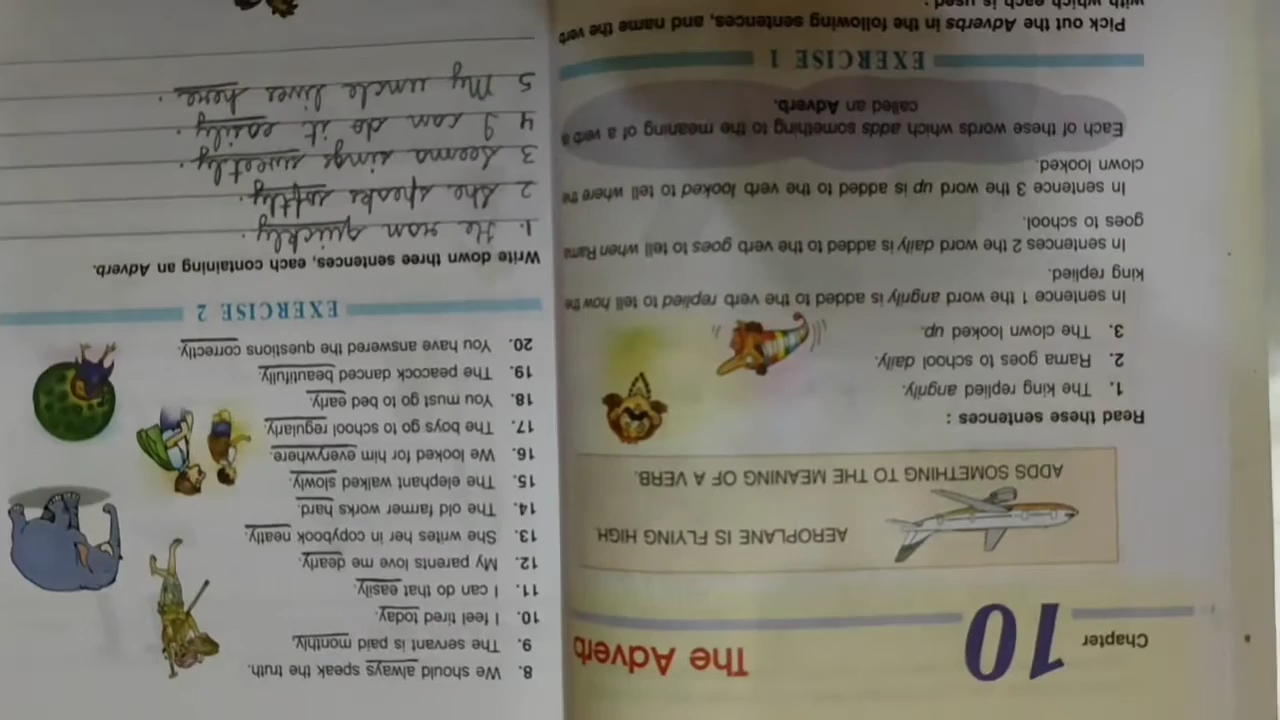 Chapter 10
The Adverb
AEROPLANE IS FLYING HIGH.
ADDS SOMETHING TO THE MEANING OF A VERB.
Read these sentences :
1. The king replied angrily.
2. Rama goes to school daily.
3. The clown looked up.
In sentence 1 the word angrily is added to the verb replied to tell how the
king replied.
In sentences 2 the word daily is added to the verb goes to tell when Rama
goes to school.
In sentence 3 the word up is added to the verb looked to tell where the
clown looked.
Each of these words which adds something to the meaning of a verb is
called an Adverb.
EXERCISE 1
Pick out the Adverbs in the following sentences, and name the verb
with which each is used :
8. We should always speak the truth.
9. The servant is paid monthly.
10. I feel tired today.
11. I can do that easily.
12. My parents love me dearly.
13. She writes her in copybook neatly.
14. The old farmer works hard.
15. The elephant walked slowly.
16. We looked for him everywhere.
17. The boys go to school regularly.
18. You must go to bed early.
19. The peacock danced beautifully.
20. You have answered the questions correctly.
EXERCISE 2
Write down three sentences, each containing an Adverb.
1. He ran quickly.
2. She speaks softly.
3. Seema sings sweetly.
4. I can do it easily.
5 My uncle lives here.